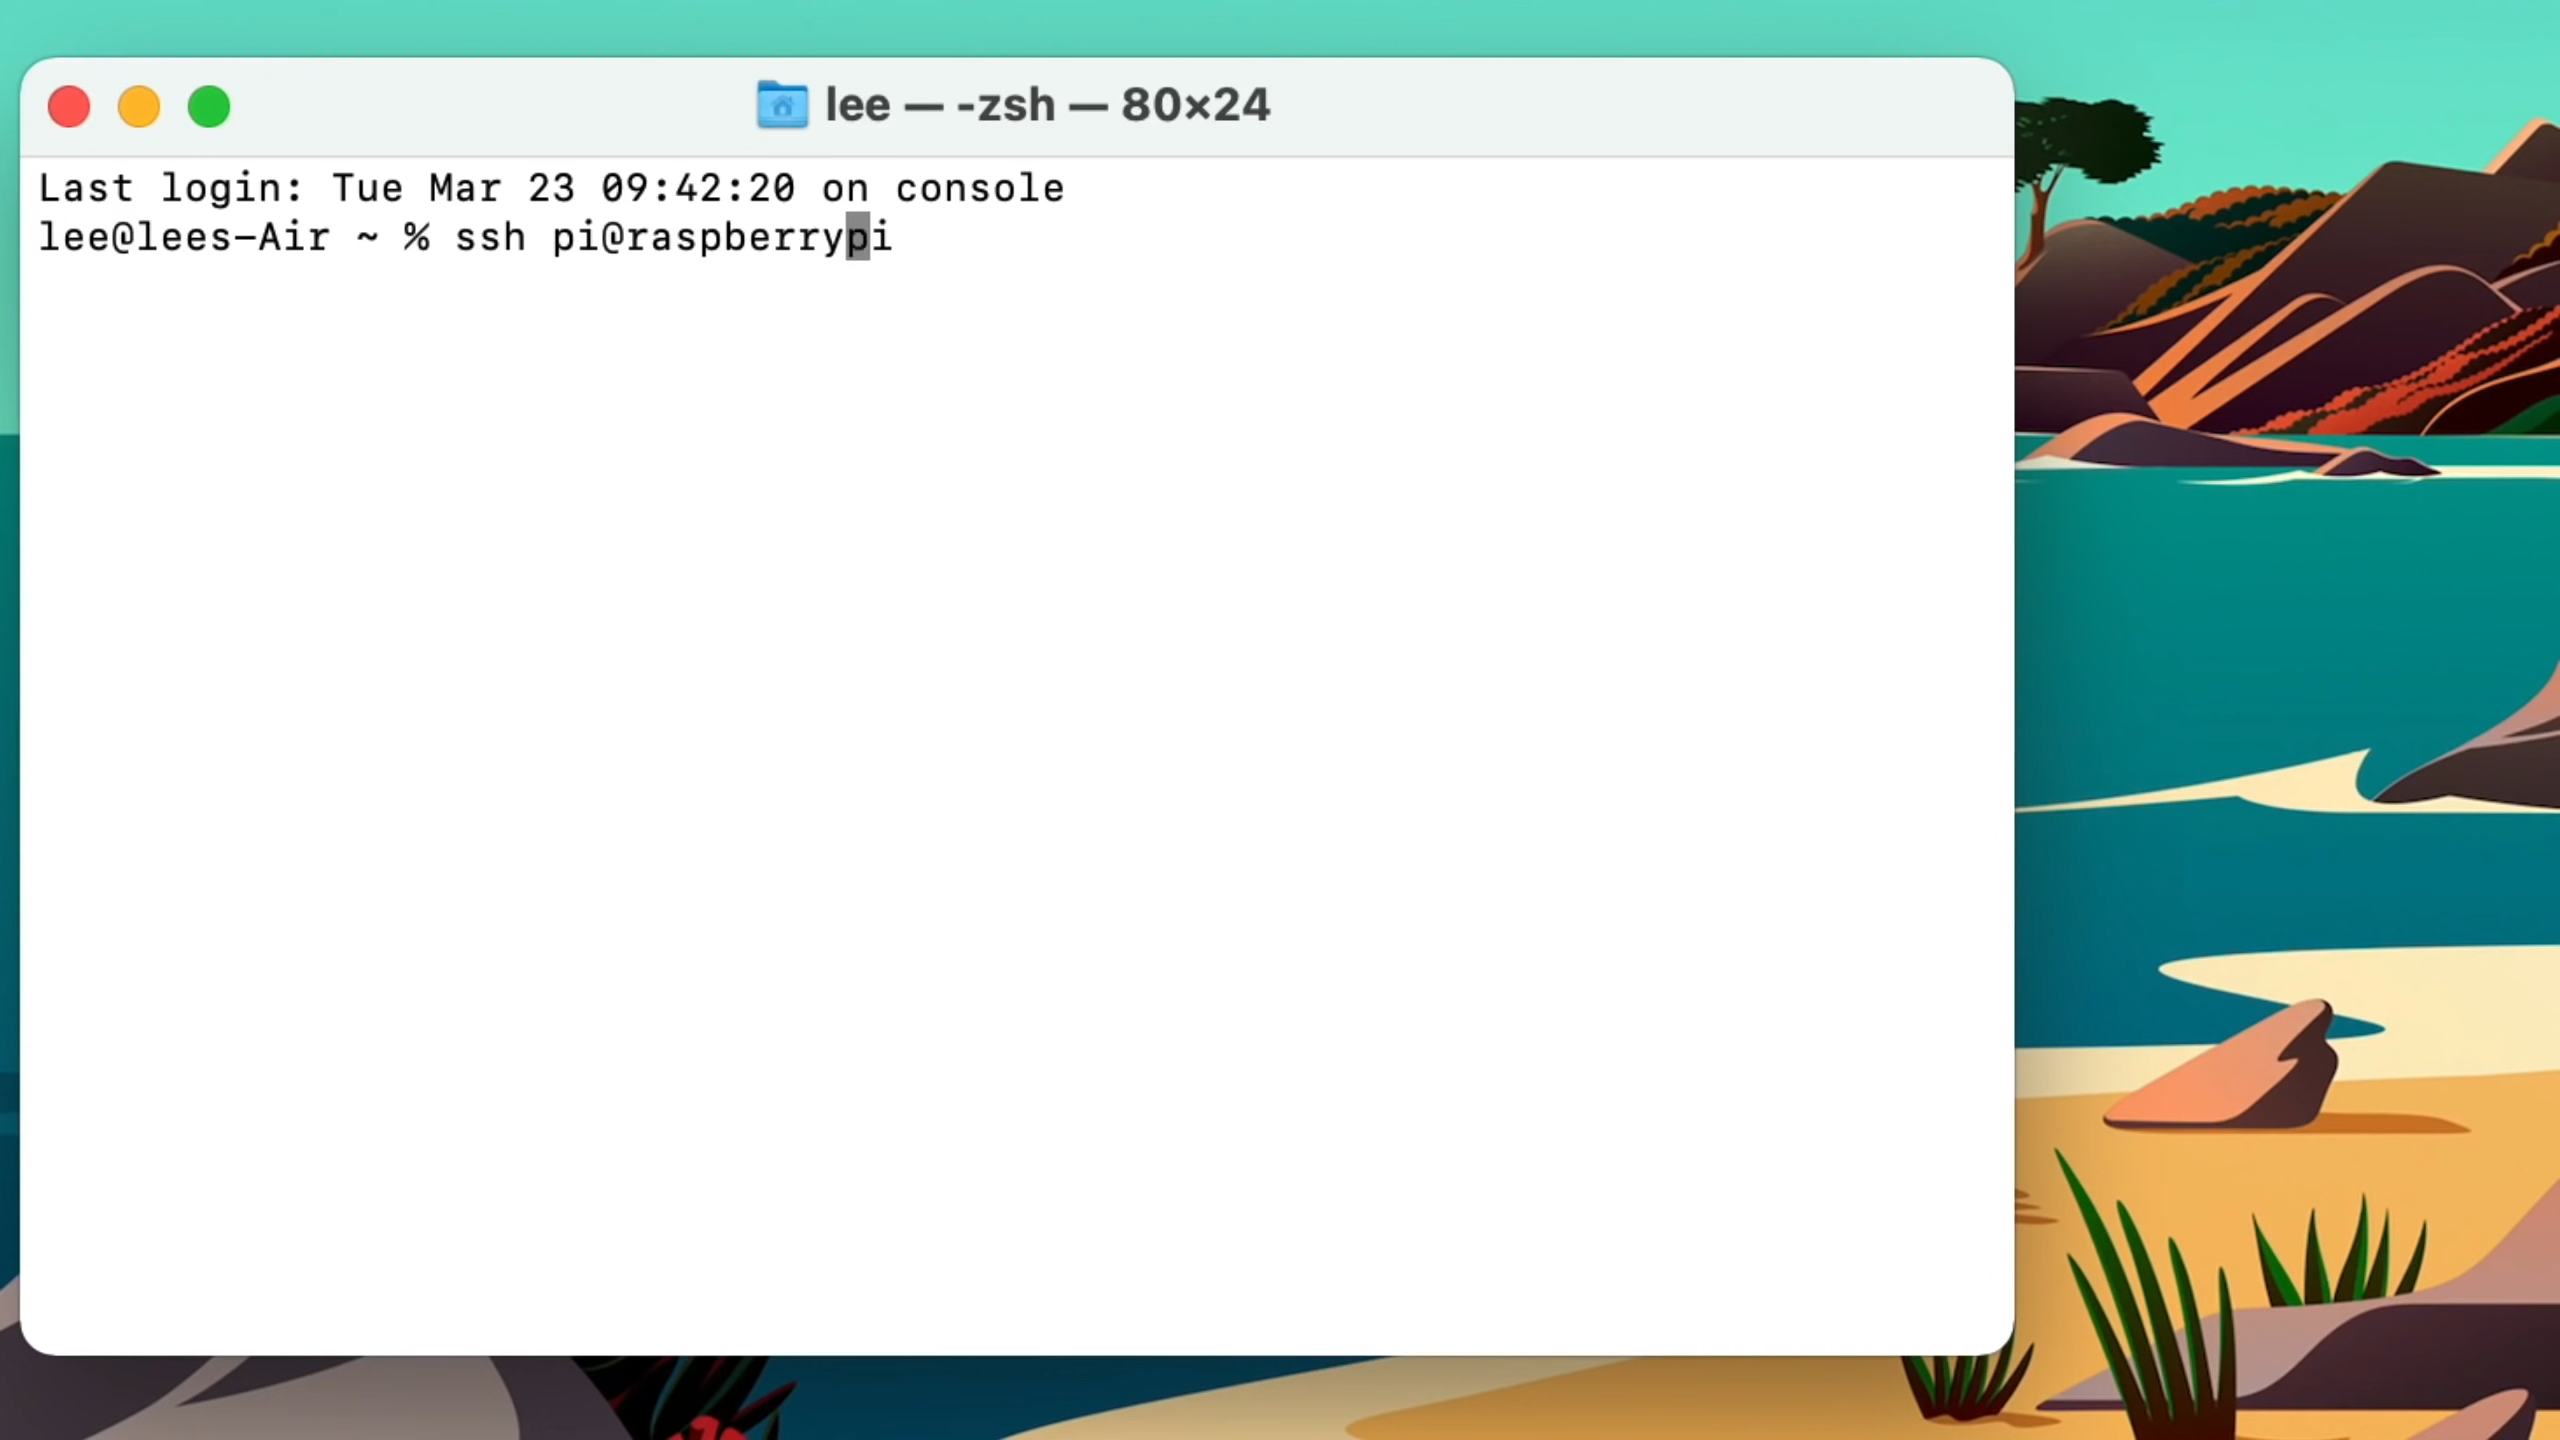 lee — -zsh — 80×24
Last login: Tue Mar 23 09:42:20 on console
lee@lees-Air ~ % ssh pi@raspberrypi